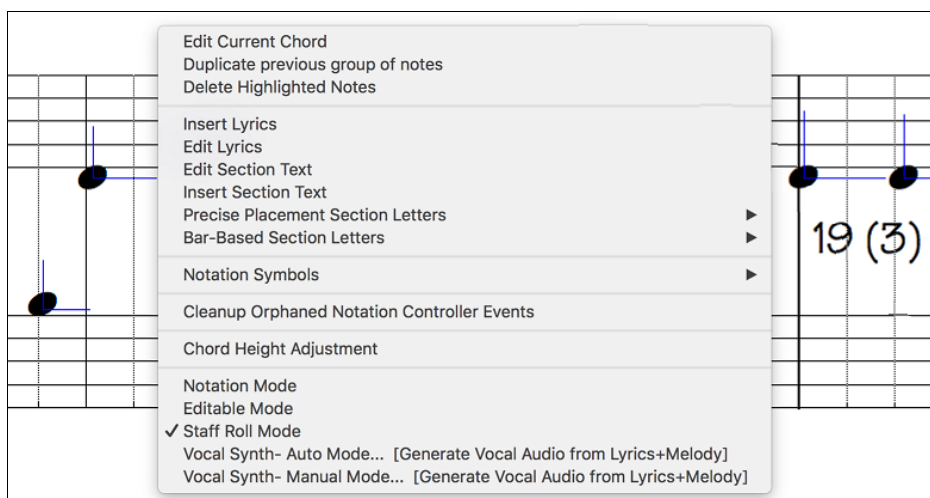 Edit Current Chord
Duplicate previous group of notes
Delete Highlighted Notes
Insert Lyrics
Edit Lyrics
Edit Section Text
Insert Section Text
Precise Placement Section Letters
Bar-Based Section Letters
Notation Symbols
Cleanup Orphaned Notation Controller Events
Chord Height Adjustment
Notation Mode
Editable Mode
✓ Staff Roll Mode
Vocal Synth- Auto Mode... [Generate Vocal Audio from Lyrics+Melody]
Vocal Synth- Manual Mode... [Generate Vocal Audio from Lyrics+Melody]
19 (3)